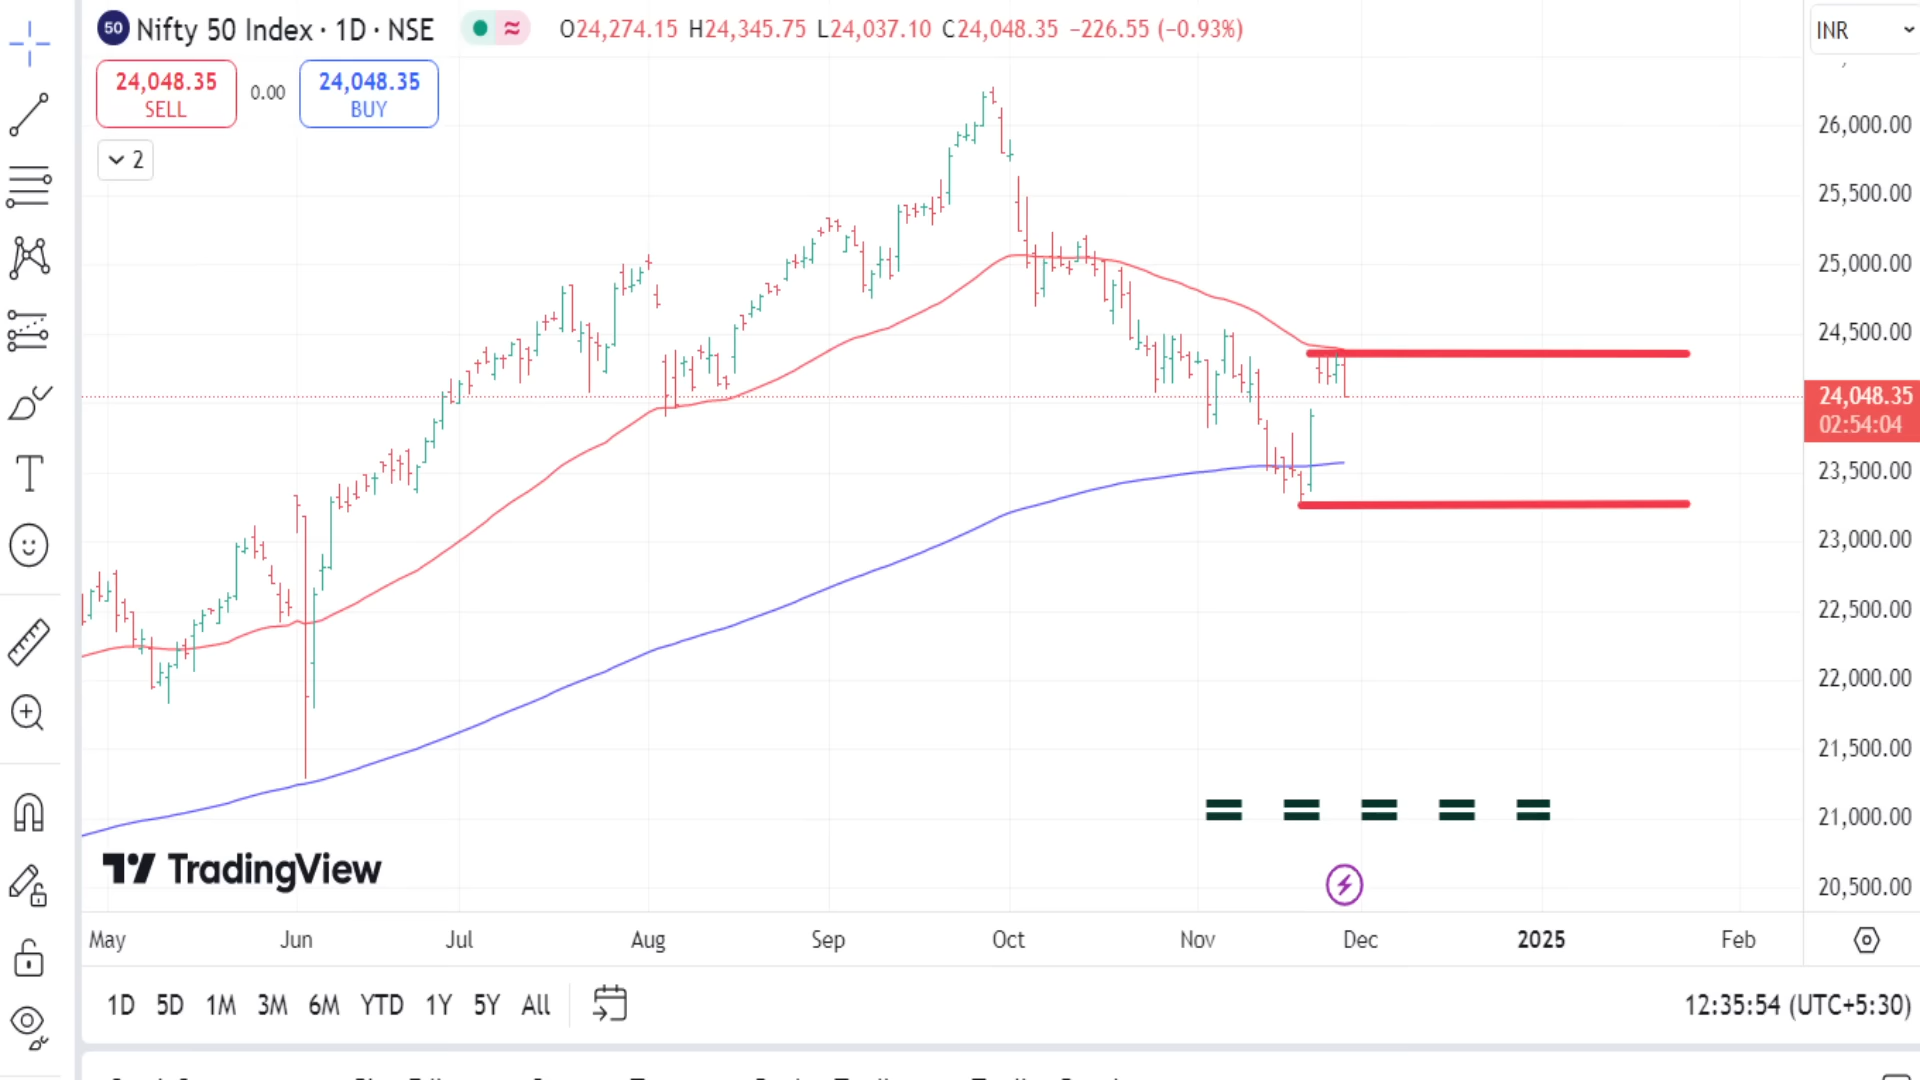 50 Nifty 50 Index · 1D · NSE ≈ O24,274.15 H24,345.75 L24,037.10 C24,048.35 −226.55 (−0.93%)
INR
24,048.35 SELL
0.00
24,048.35 BUY
2
26,000.00
25,500.00
25,000.00
24,500.00
24,048.35
02:54:04
23,500.00
23,000.00
22,500.00
22,000.00
21,500.00
21,000.00
20,500.00
TradingView
May Jun Jul Aug Sep Oct Nov Dec 2025 Feb
1D 5D 1M 3M 6M YTD 1Y 5Y All 12:35:54 (UTC+5:30)